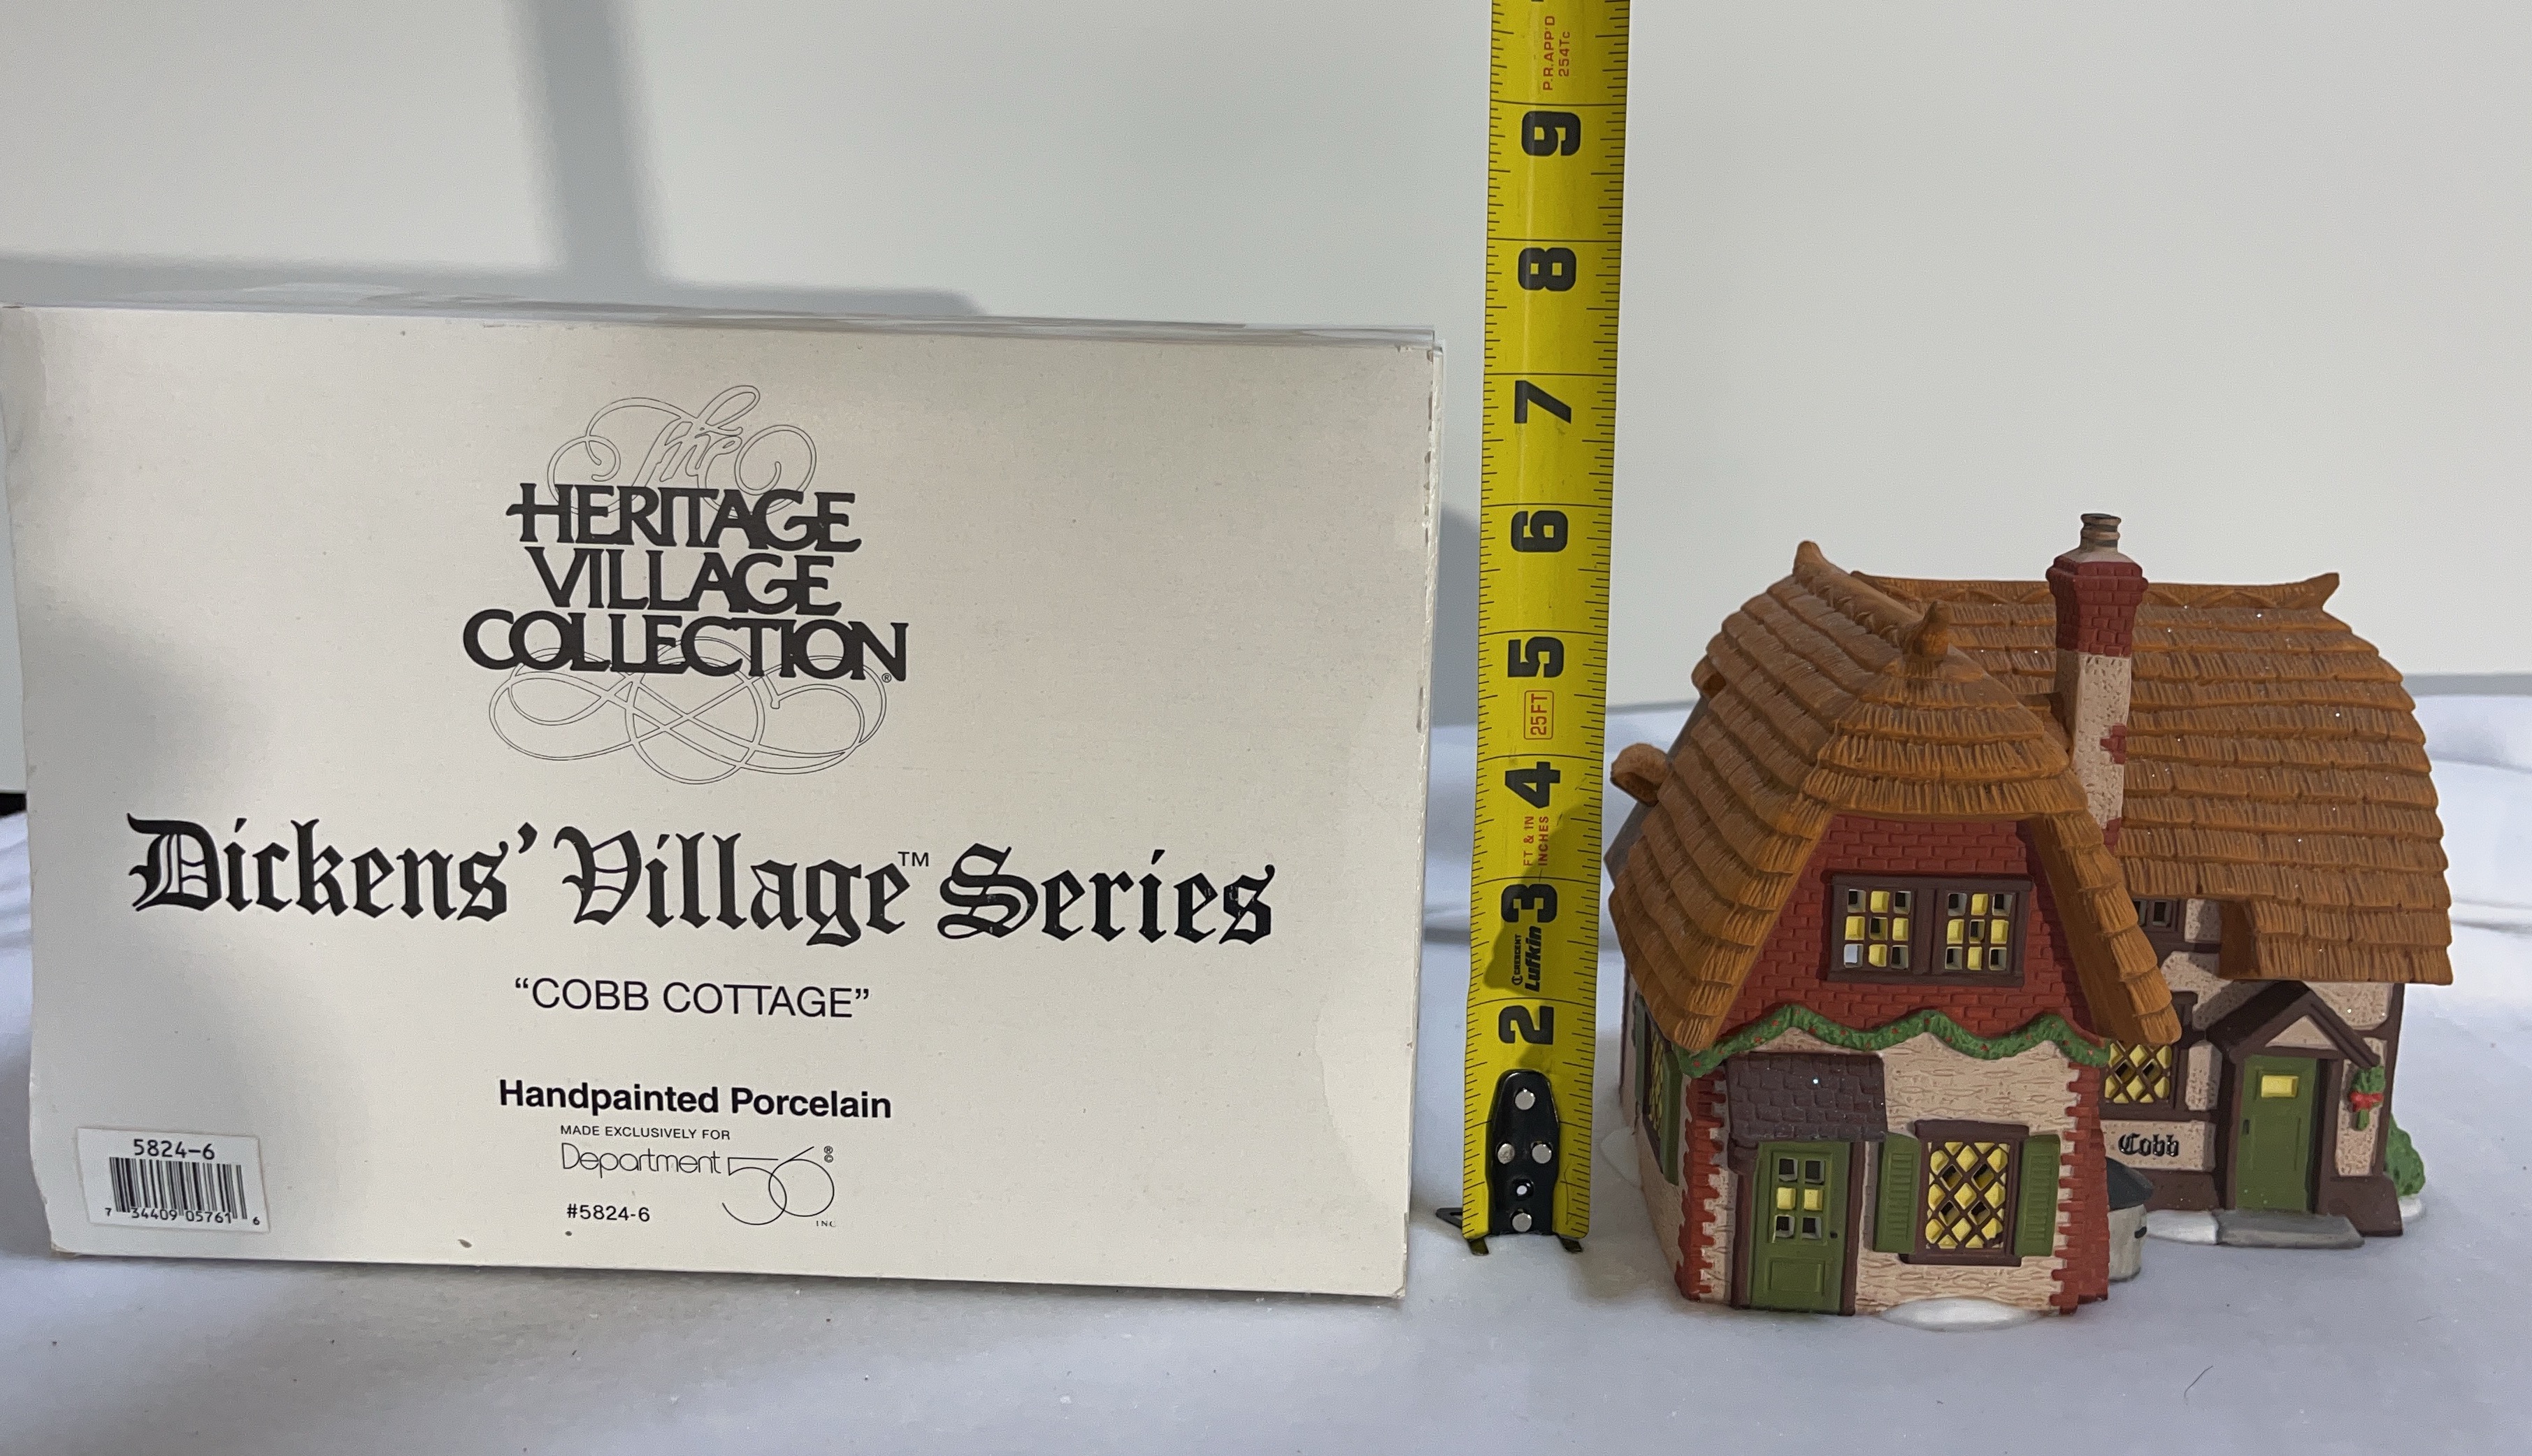 The
HERITAGE
VILLAGE
COLLECTION®
Dickens' Village™ Series
“COBB COTTAGE”
Handpainted Porcelain
MADE EXCLUSIVELY FOR
Department 56 ®©
INC
#5824-6
5824-6
7 34409 05761 6
P.R.APP'D
254Tc
9
8
7
6
5
25FT
4
FT & IN
INCHES
3
CRESCENT
Lufkin
2
Cobb